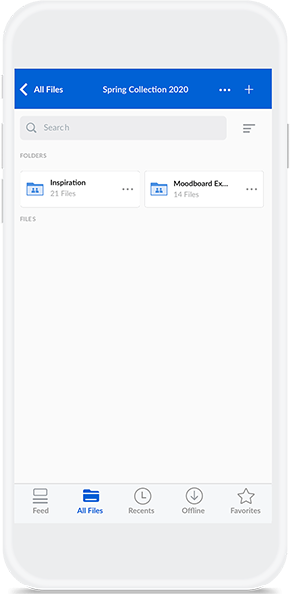 All Files Spring Collection 2020
Search
FOLDERS
Inspiration
21 Files
Moodboard Ex...
14 Files
FILES
Feed All Files Recents Offline Favorites